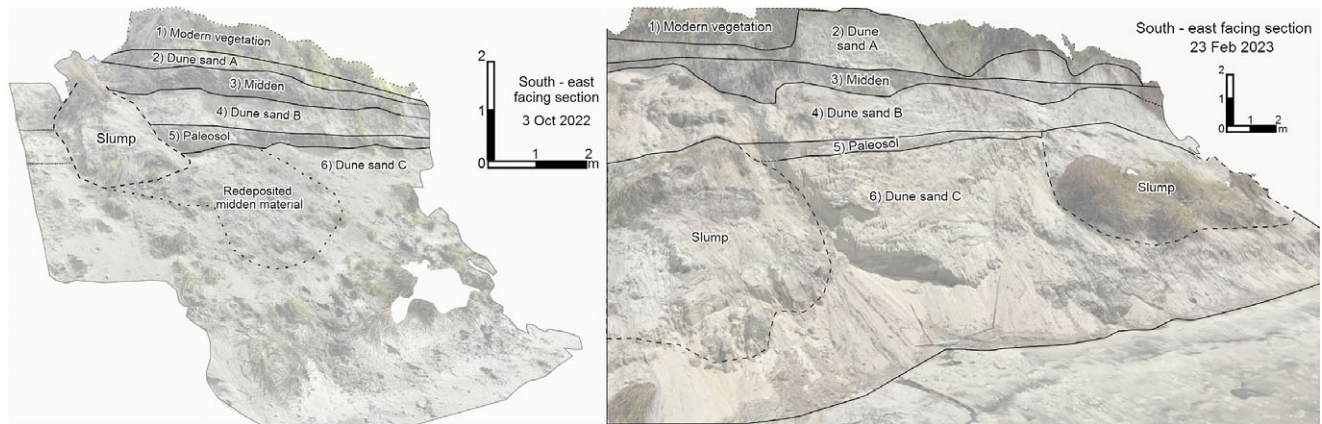 1) Modern vegetation
2) Dune sand A
3) Midden
4) Dune sand B
5) Paleosol
6) Dune sand C
Slump
Redeposited
midden material
2
1
0
1
2
m
South - east
facing section
3 Oct 2022
1) Modern vegetation
2) Dune
sand A
3) Midden
4) Dune sand B
5) Paleosol
6) Dune sand C
Slump
Slump
South - east facing section
23 Feb 2023
2
1
0
1
2
m